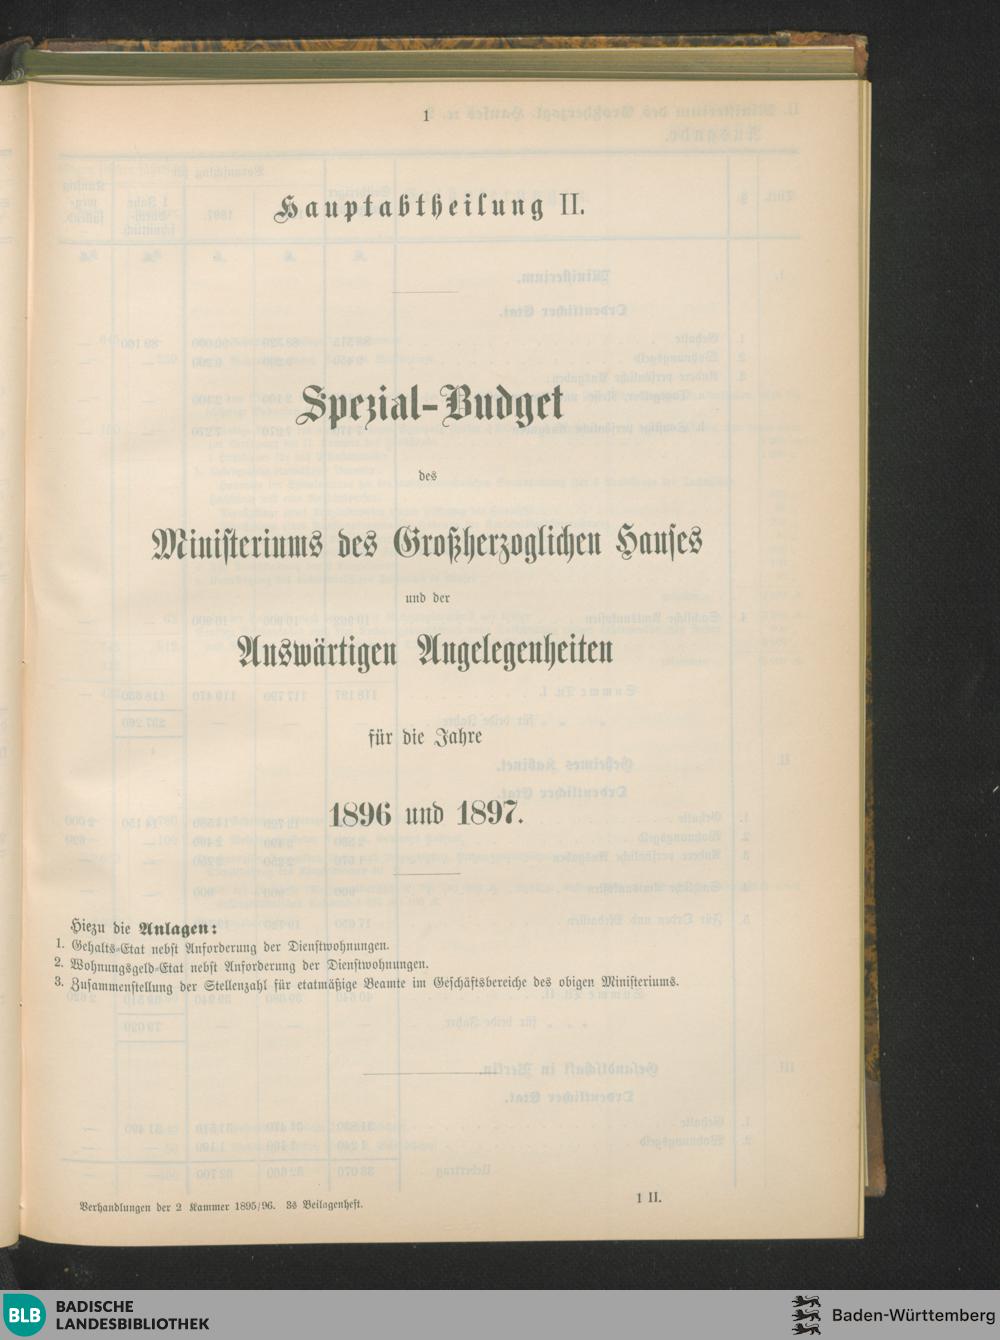 1
Hauptabtheilung II.
Spezial-Budget
des
Ministeriums des Großherzoglichen Hauses
und der
Auswärtigen Angelegenheiten
für die Jahre
1896 und 1897.
Hiezu die Anlagen:
1. Gehalts-Etat nebst Anforderung der Dienstwohnungen.
2. Wohnungsgeld-Etat nebst Anforderung der Dienstwohnungen.
3. Zusammenstellung der Stellenzahl für etatmäßige Beamte im Geschäftsbereiche des obigen Ministeriums.
Verhandlungen der 2 Kammer 1895/96. 3s Beilagenheft.
1 II.
BLB BADISCHE
LANDESBIBLIOTHEK
Baden-Württemberg